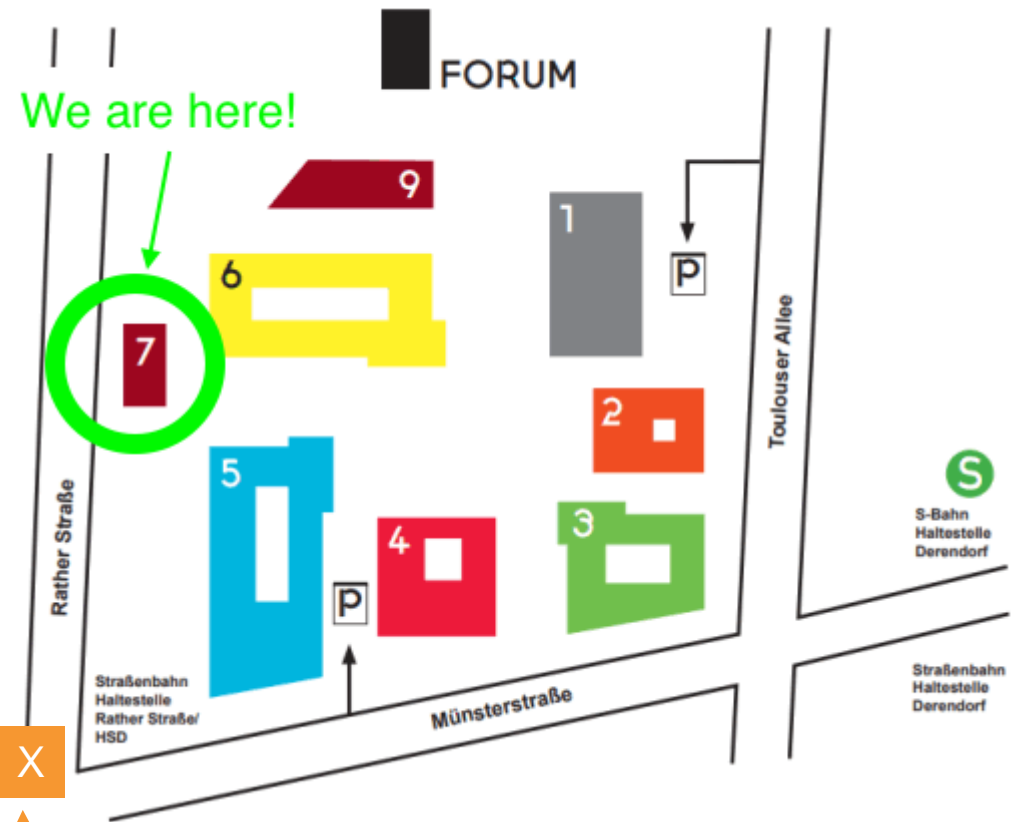 FORUM
We are here!
9
1
6
P
7
2
Toulouser Allee
5
S
3
4
S-Bahn
Haltestelle
Derendorf
Rather Straße
P
Straßenbahn
Haltestelle
Derendorf
Straßenbahn
Haltestelle
Rather Straße/
HSD
Münsterstraße
X